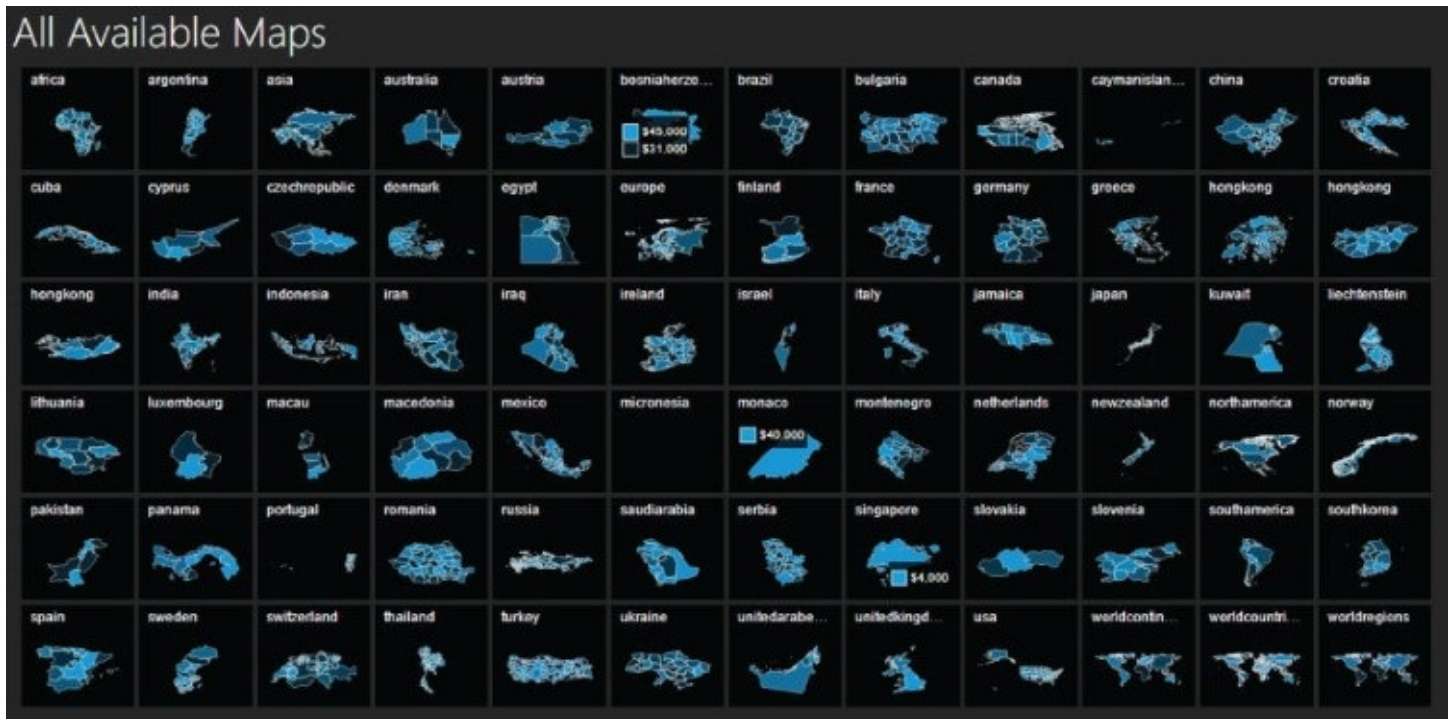 All Available Maps
africa argentina asia australia austria bosniaherzo... brazil bulgaria canada caymanislan... china croatia
$45,000
$31,000
cuba cyprus czechrepublic denmark egypt europe finland france germany greece hongkong hongkong
hongkong india indonesia iran iraq ireland israel italy jamaica japan kuwait liechtenstein
lithuania luxembourg macau macedonia mexico micronesia monaco montenegro netherlands newzealand northamerica norway
$40,000
pakistan panama portugal romania russia saudiarabia serbia singapore slovakia slovenia southamerica southkorea
$4,000
spain sweden switzerland thailand turkey ukraine unitedarabe... unitedkingd... usa worldcontin... worldcountri... worldregions